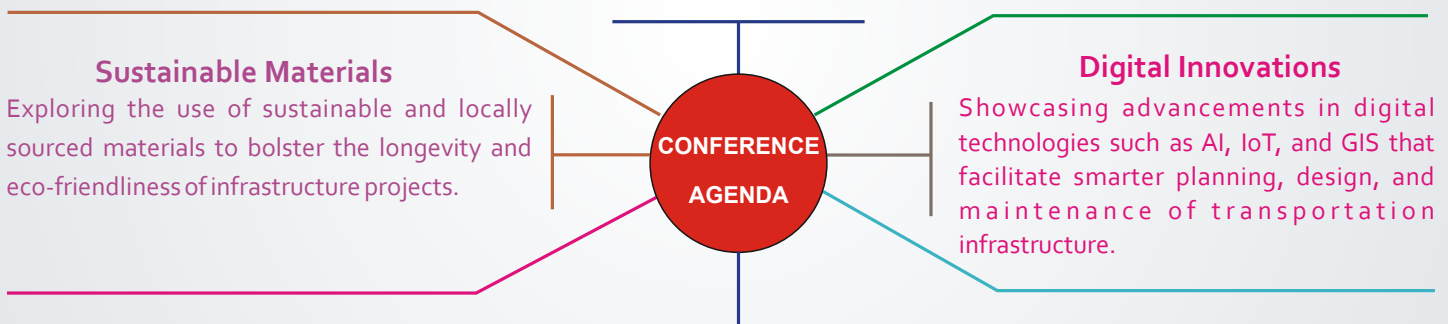 Sustainable Materials
Exploring the use of sustainable and locally
sourced materials to bolster the longevity and
eco-friendliness of infrastructure projects.
CONFERENCE
AGENDA
Digital Innovations
Showcasing advancements in digital
technologies such as AI, IoT, and GIS that
facilitate smarter planning, design, and
maintenance of transportation
infrastructure.